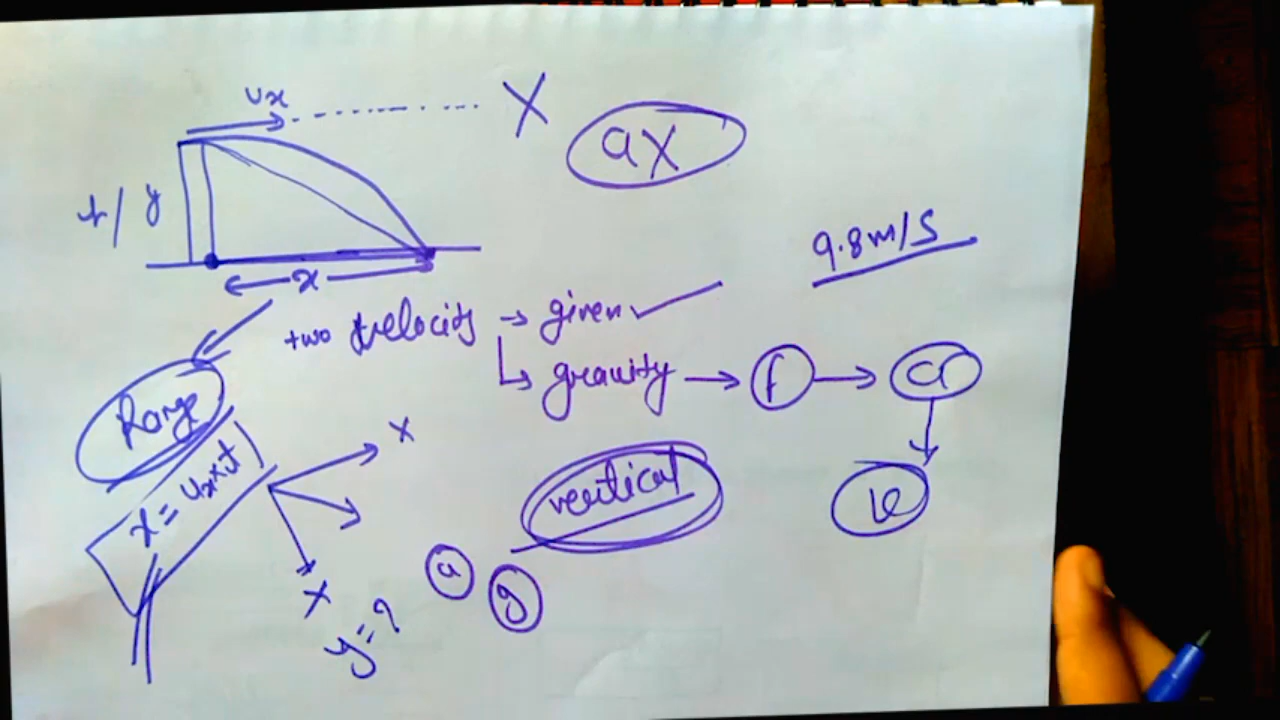 ux
X
ax
t/ y
9.8m/s
x
two velocity → given ✓
↳ gravity → f → a
Range
x = ux x t
X
vertical
v
a
g
X
y = ?